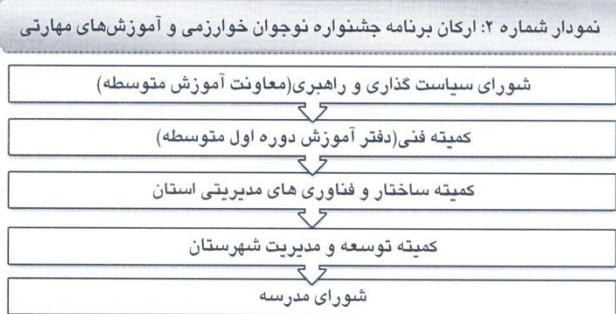 نمودار شماره ۲: ارکان برنامه جشنواره نوجوان خوارزمی و آموزش‌های مهارتی
شورای سیاست گذاری و راهبری(معاونت آموزش متوسطه)
کمیته فنی(دفتر آموزش دوره اول متوسطه)
کمیته ساختار و فناوری های مدیریتی استان
کمیته توسعه و مدیریت شهرستان
شورای مدرسه